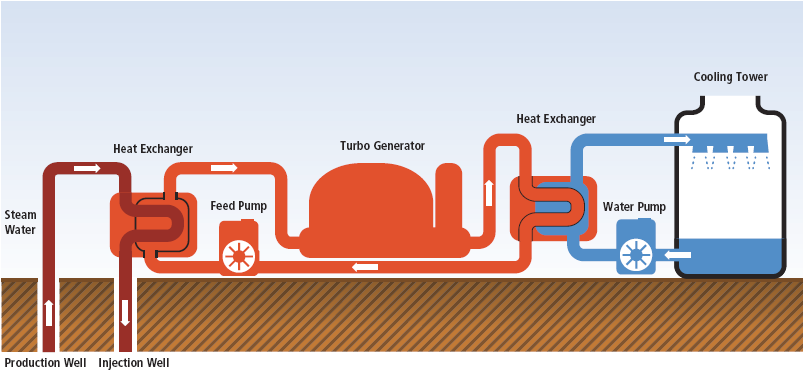 Cooling Tower
Heat Exchanger
Turbo Generator
Heat Exchanger
Steam
Water
Feed Pump
Water Pump
Production Well
Injection Well